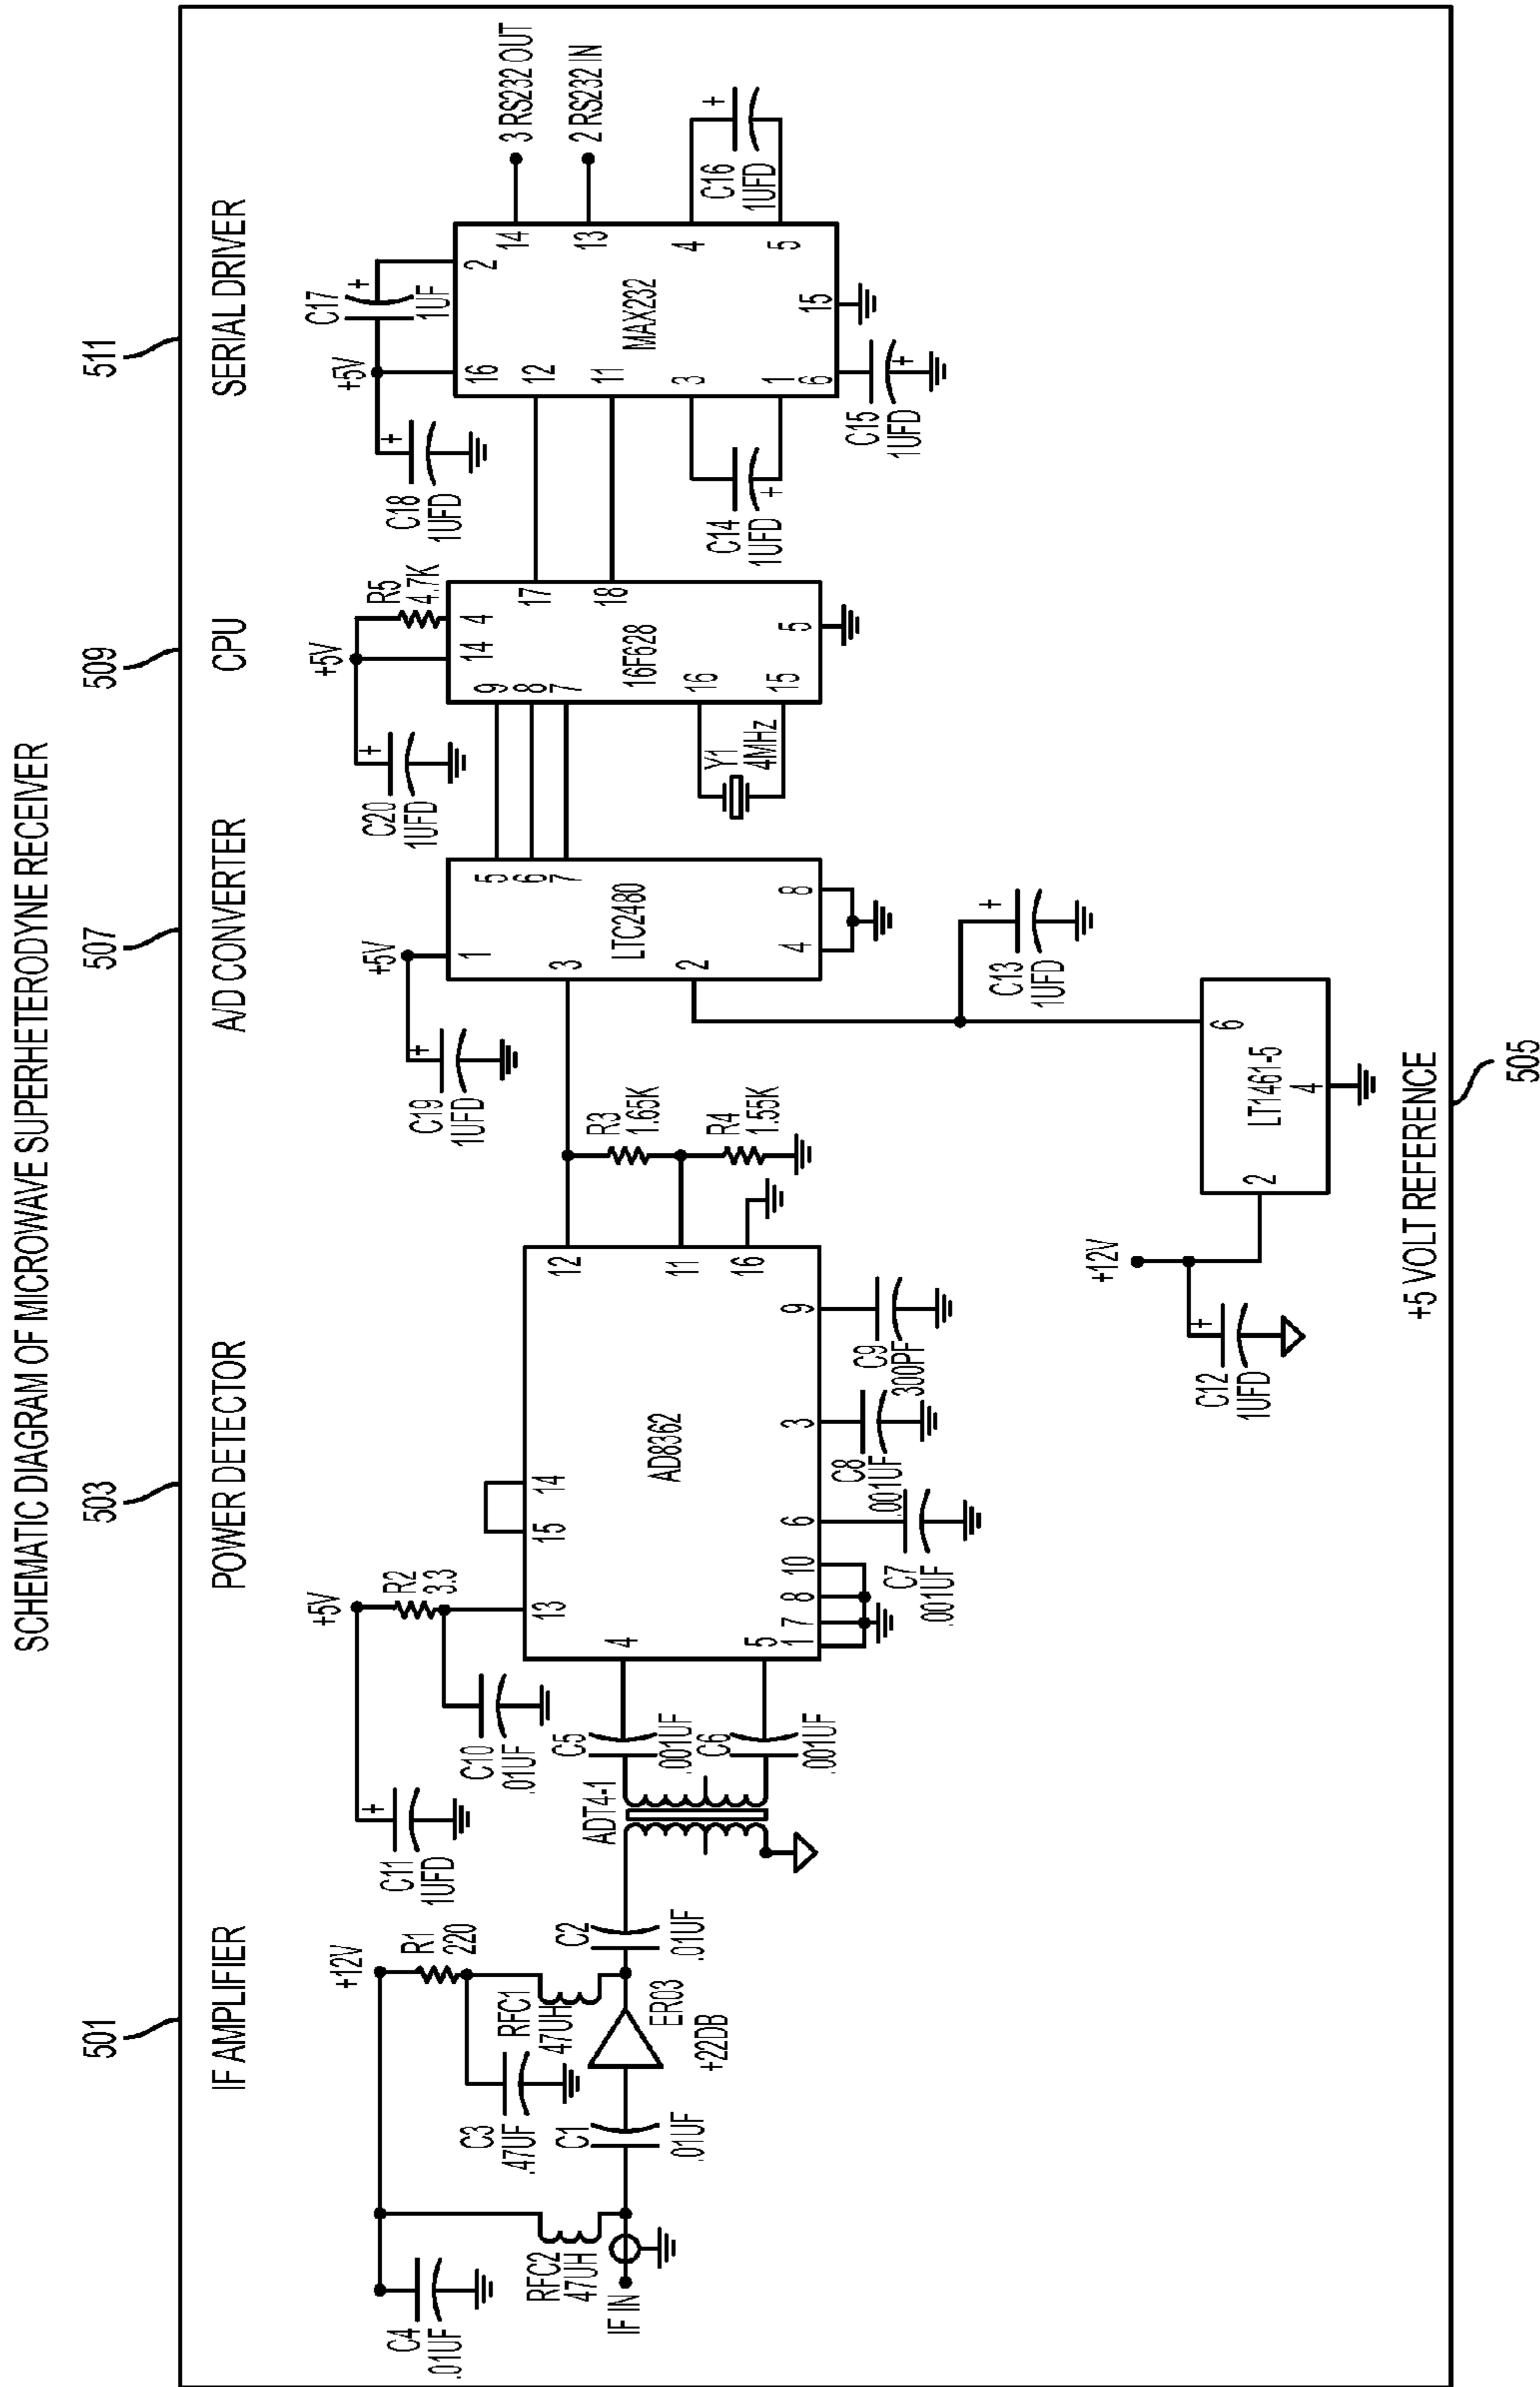 SCHEMATIC DIAGRAM OF MICROWAVE SUPERHETERODYNE RECEIVER
501
503
507
509
511
IF AMPLIFIER
POWER DETECTOR
A/D CONVERTER
CPU
SERIAL DRIVER
C4
.01UF
RFC2
47UH
IF IN
+12V
R1
220
C3
.47UF
RFC1
47UH
C1
.01UF
ER03
+22DB
C2
.01UF
ADT4-1
C5
.001UF
C6
.001UF
C11
1UFD
C10
.01UF
+5V
R2
3.3
13
15
14
4
5
1
7
8
10
6
3
9
12
11
16
AD8362
C7
.001UF
C8
.001UF
C9
300PF
R3
1.65K
R4
1.55K
C19
1UFD
+5V
1
3
2
5
6
7
4
8
LTC2480
C13
1UFD
+12V
C12
1UFD
2
6
4
LT1461-5
+5 VOLT REFERENCE
505
C20
1UFD
+5V
R5
4.7K
14
4
9
8
7
17
18
16
15
5
16F628
Y1
4MHz
C18
1UFD
+5V
C17
1UF
16
2
12
11
3
1
6
15
14
13
4
5
MAX232
C14
1UFD
C15
1UFD
C16
1UFD
3 RS232 OUT
2 RS232 IN